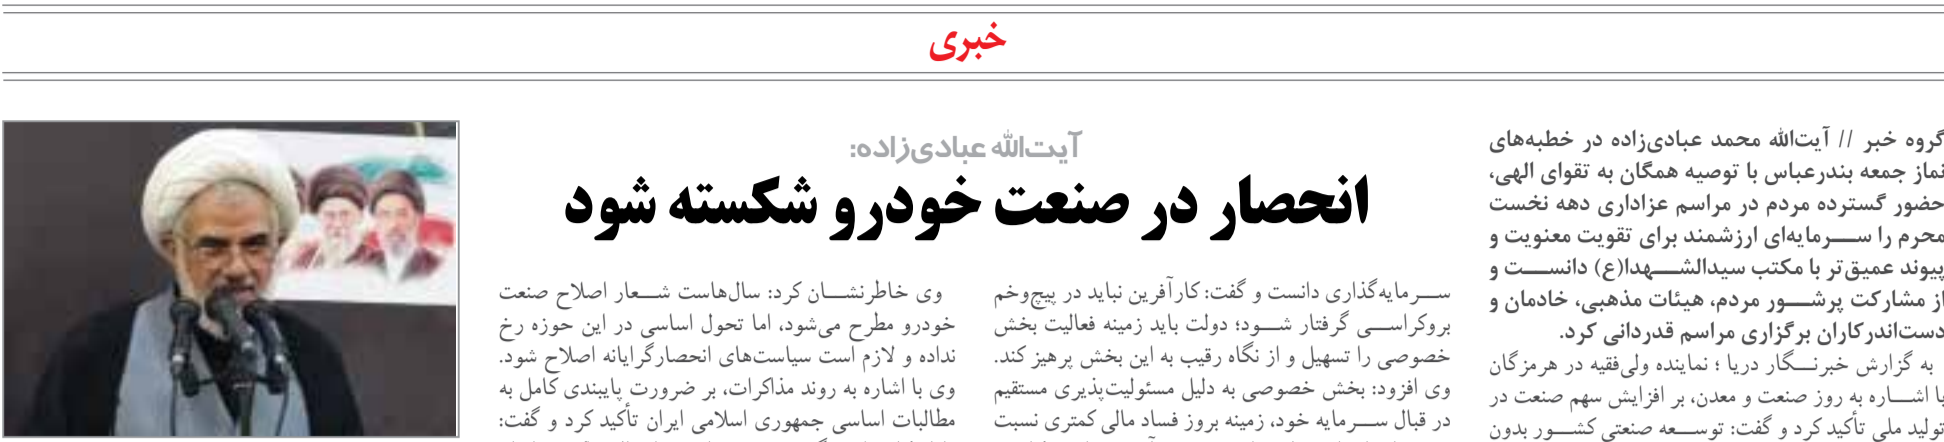 خبری
آیت‌الله عبادی‌زاده:
انحصار در صنعت خودرو شکسته شود
گروه خبر // آیت‌الله محمد عبادی‌زاده در خطبه‌های
نماز جمعه بندرعباس با توصیه همگان به تقوای الهی،
حضور گسترده مردم در مراسم عزاداری دهه نخست
محرم را سرمایه‌ای ارزشمند برای تقویت معنویت و
پیوند عمیق‌تر با مکتب سیدالشهدا(ع) دانست و
از مشارکت پرشور مردم، هیئات مذهبی، خادمان و
دست‌اندرکاران برگزاری مراسم قدردانی کرد.
به گزارش خبرنگار دریا ؛ نماینده ولی‌فقیه در هرمزگان
با اشاره به روز صنعت و معدن، بر افزایش سهم صنعت در
تولید ملی تأکید کرد و گفت: توسعه صنعتی کشور بدون
سرمایه‌گذاری دانست و گفت: کارآفرین نباید در پیچ‌وخم
بروکراسی گرفتار شود؛ دولت باید زمینه فعالیت بخش
خصوصی را تسهیل و از نگاه رقیب به این بخش پرهیز کند.
وی افزود: بخش خصوصی به دلیل مسئولیت‌پذیری مستقیم
در قبال سرمایه خود، زمینه بروز فساد مالی کمتری نسبت
وی خاطرنشان کرد: سال‌هاست شعار اصلاح صنعت
خودرو مطرح می‌شود، اما تحول اساسی در این حوزه رخ
نداده و لازم است سیاست‌های انحصارگرایانه اصلاح شود.
وی با اشاره به روند مذاکرات، بر ضرورت پایبندی کامل به
مطالبات اساسی جمهوری اسلامی ایران تأکید کرد و گفت: